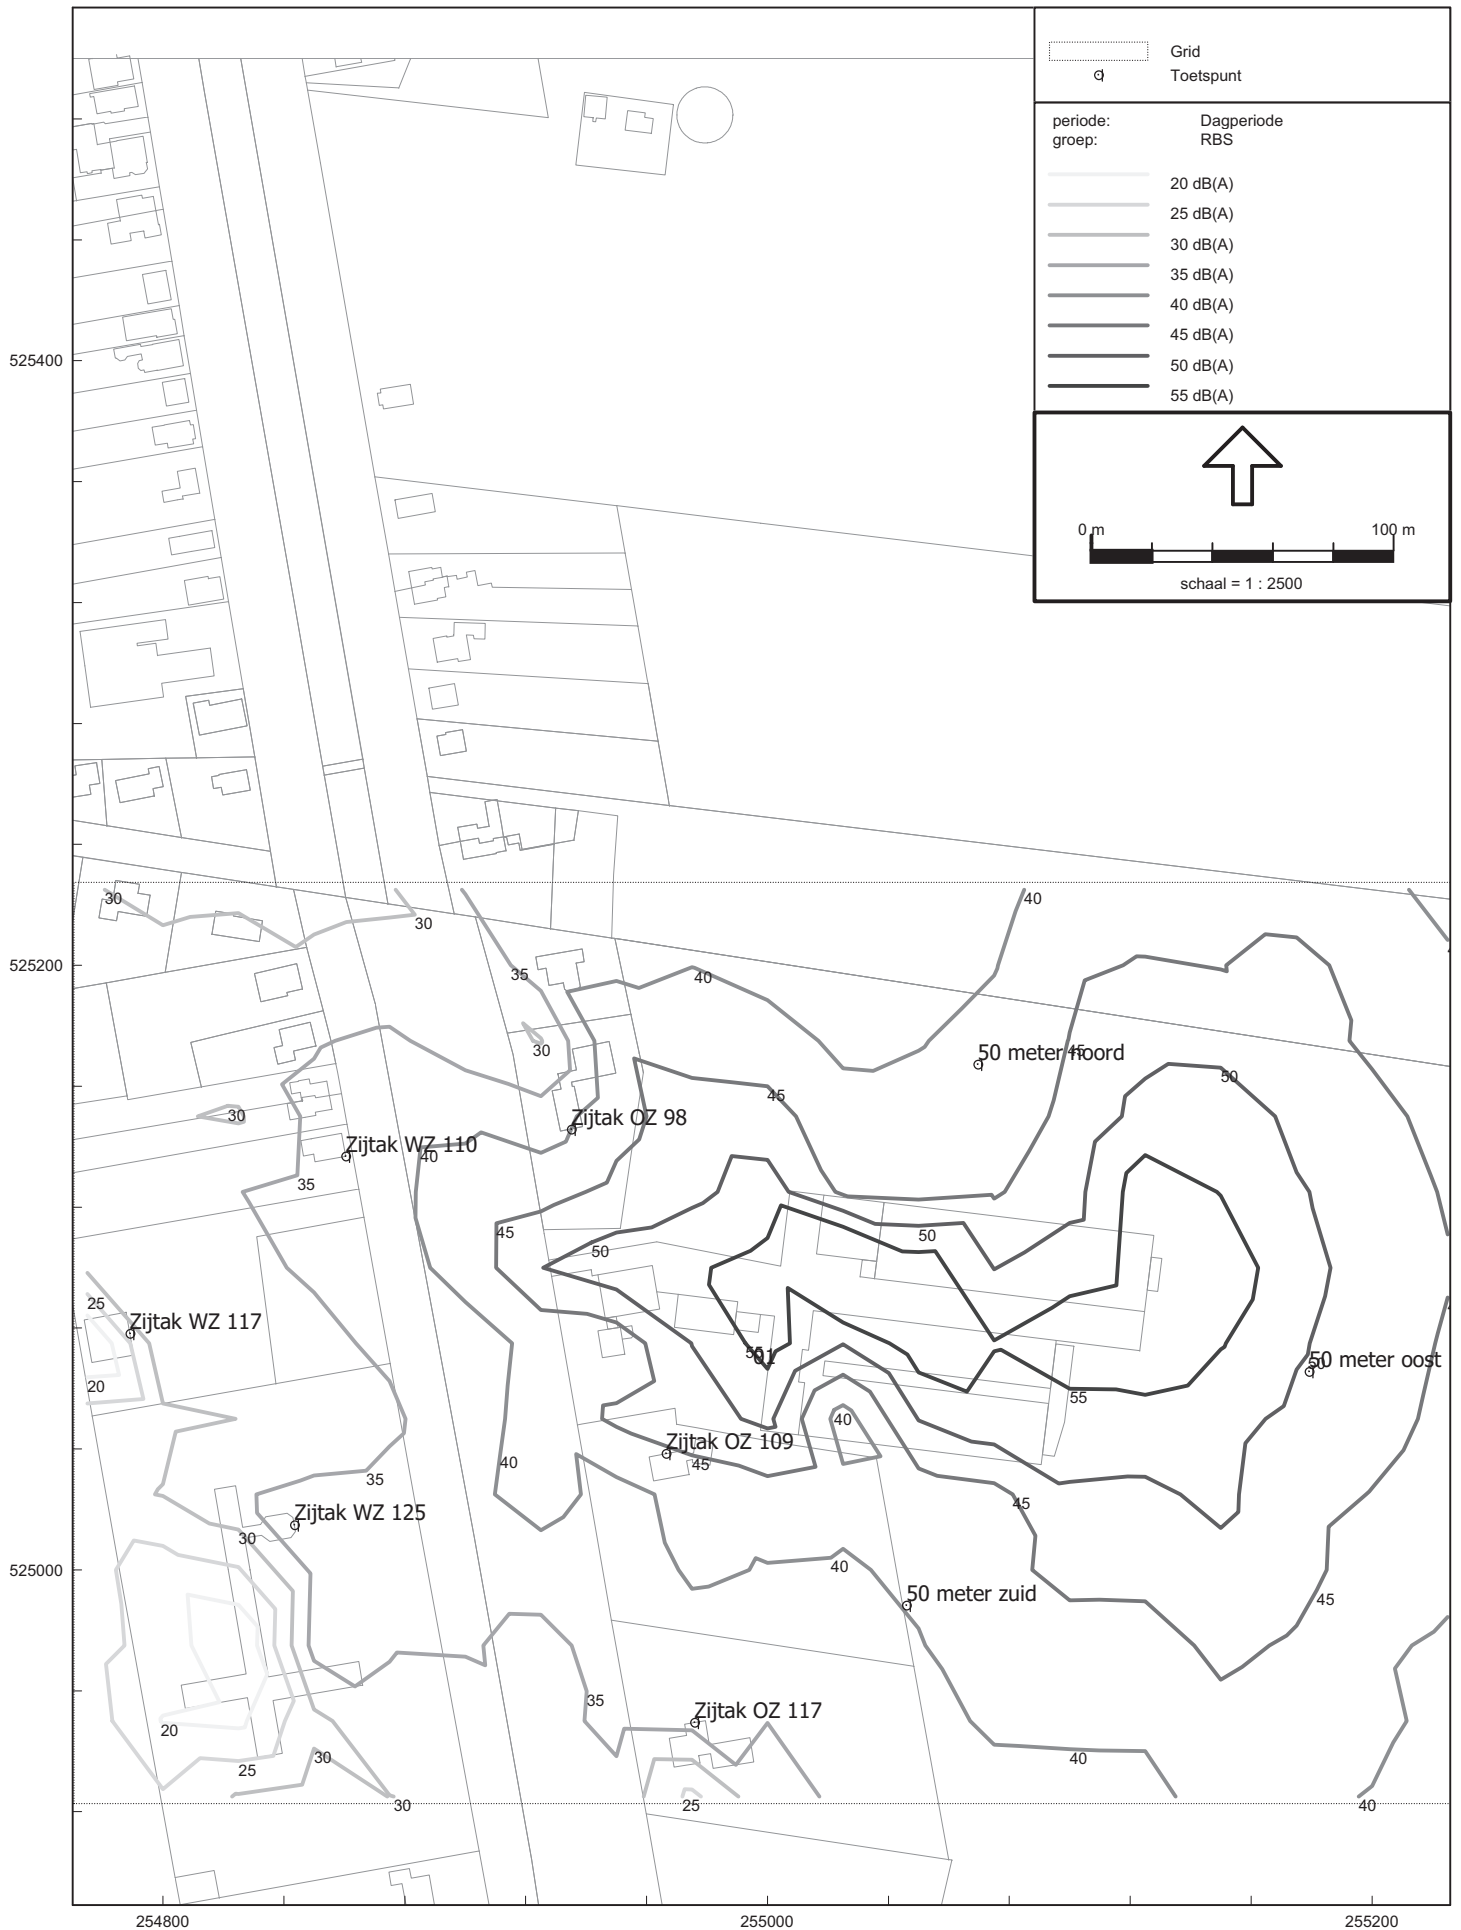 Grid
Toetspunt
periode: Dagperiode
groep: RBS
20 dB(A)
25 dB(A)
30 dB(A)
35 dB(A)
40 dB(A)
45 dB(A)
50 dB(A)
55 dB(A)
0 m 100 m
schaal = 1 : 2500
525400
30
30
40
525200
35
40
30
50 meter noord
45
50
45
30
Zijtak OZ 98
Zijtak WZ 110
40
35
45
50
50
25
Zijtak WZ 117
55
01
50 meter oost
50
20
55
40
Zijtak OZ 109
45
40
35
45
Zijtak WZ 125
30
525000
40
50 meter zuid
45
35
Zijtak OZ 117
20
30
40
25
30
25
40
254800
255000
255200